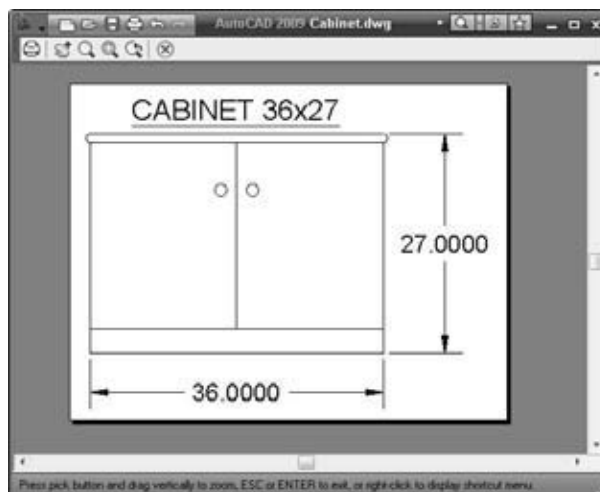 AutoCAD 2009 Cabinet.dwg
CABINET 36x27
27.0000
36.0000
Press pick button and drag vertically to zoom, ESC or ENTER to exit, or right-click to display shortcut menu.